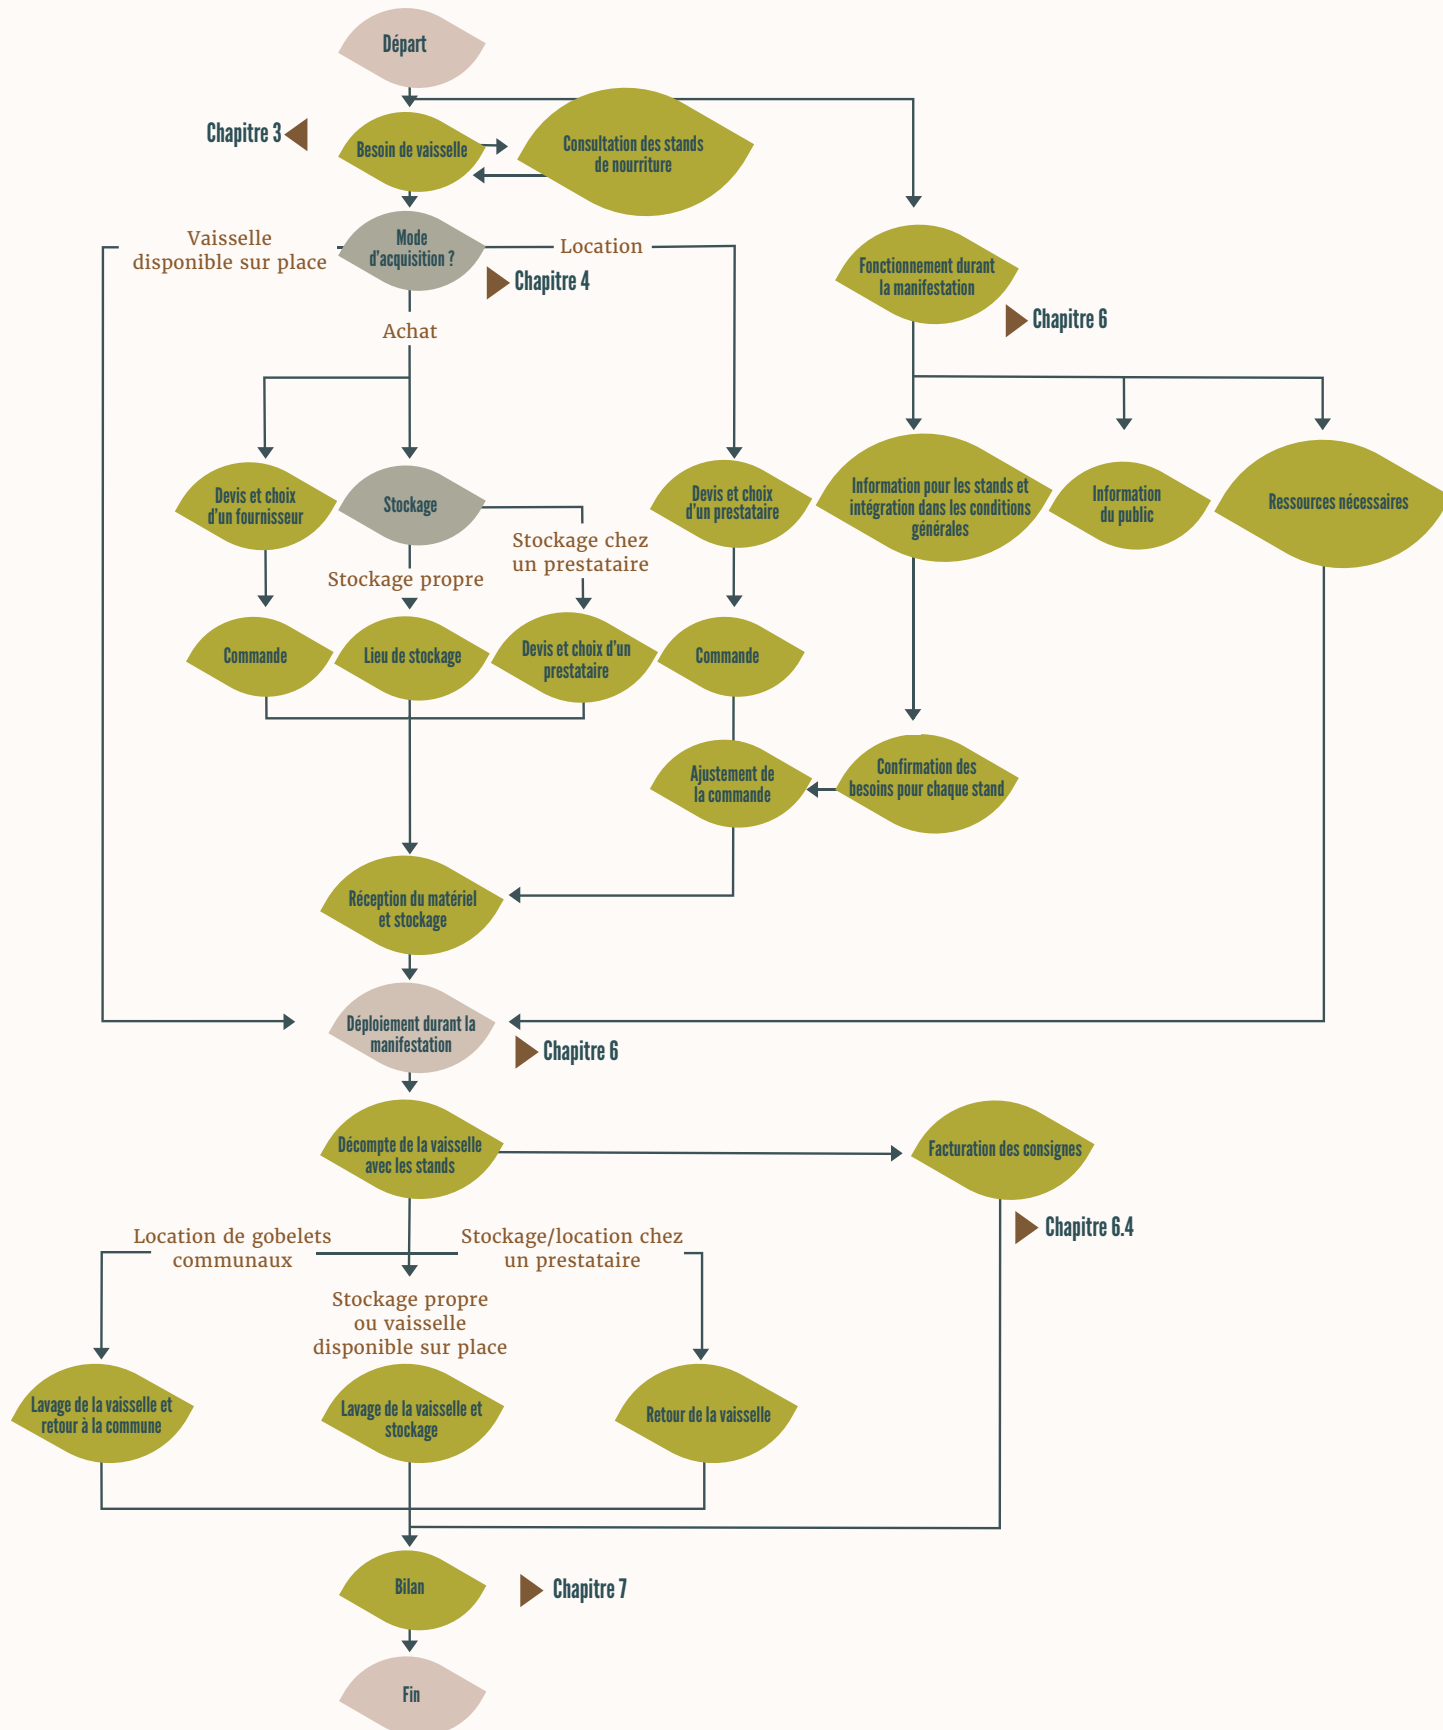 Départ
Chapitre 3
Besoin de vaisselle
Consultation des stands
de nourriture
Vaisselle
disponible sur place
Mode
d'acquisition ?
Location
Chapitre 4
Fonctionnement durant
la manifestation
Chapitre 6
Achat
Devis et choix
d'un fournisseur
Stockage
Stockage chez
un prestataire
Stockage propre
Devis et choix
d'un prestataire
Information pour les stands et
intégration dans les conditions
générales
Information
du public
Ressources nécessaires
Commande
Lieu de stockage
Devis et choix d'un
prestataire
Commande
Ajustement de
la commande
Confirmation des
besoins pour chaque stand
Réception du matériel
et stockage
Déploiement durant la
manifestation
Chapitre 6
Décompte de la vaisselle
avec les stands
Facturation des consignes
Chapitre 6.4
Location de gobelets
communaux
Stockage/location chez
un prestataire
Stockage propre
ou vaisselle
disponible sur place
Lavage de la vaisselle et
retour à la commune
Lavage de la vaisselle et
stockage
Retour de la vaisselle
Bilan
Chapitre 7
Fin